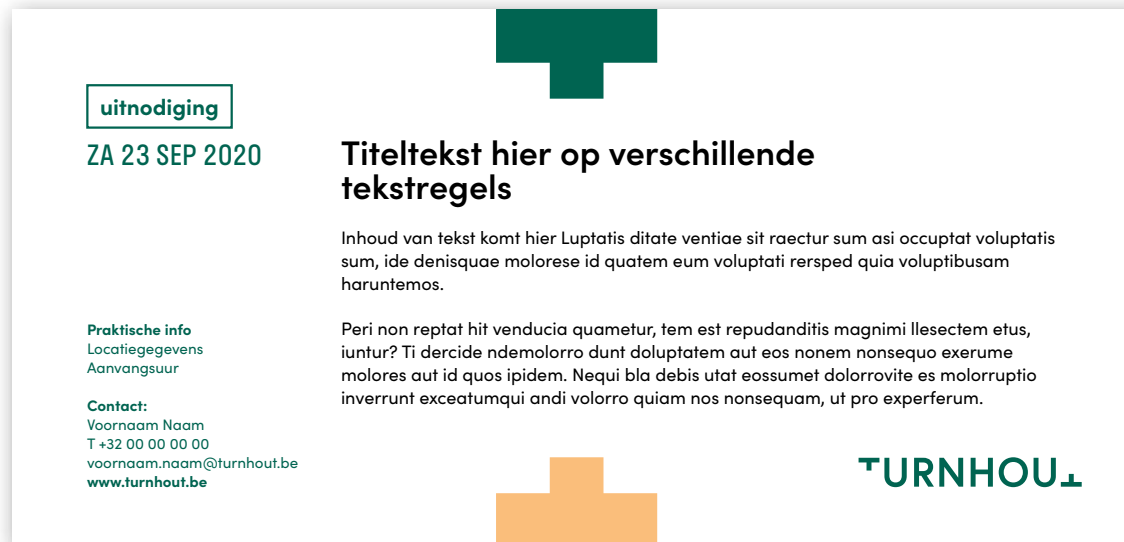 uitnodiging
ZA 23 SEP 2020
Titeltekst hier op verschillende
tekstregels
Inhoud van tekst komt hier Luptatis ditate ventiae sit raectur sum asi occuptat voluptatis
sum, ide denisquae molorese id quatem eum voluptati rersped quia voluptibusam
haruntemos.
Peri non reptat hit venducia quametur, tem est repudanditis magnimi llesectem etus,
iuntur? Ti dercide ndemolorro dunt doluptatem aut eos nonem nonsequo exerume
molores aut id quos ipidem. Nequi bla debis utat eossumet dolorrovite es molorruptio
inverrunt exceatumqui andi volorro quiam nos nonsequam, ut pro experferum.
Praktische info
Locatiegegevens
Aanvangsuur
Contact:
Voornaam Naam
T +32 00 00 00 00
voornaam.naam@turnhout.be
www.turnhout.be
TURNHOUT